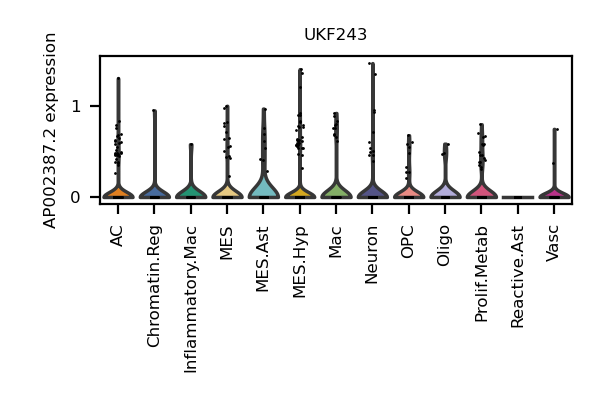 UKF243
AP002387.2 expression
1
0
AC
Chromatin.Reg
Inflammatory.Mac
MES
MES.Ast
MES.Hyp
Mac
Neuron
OPC
Oligo
Prolif.Metab
Reactive.Ast
Vasc